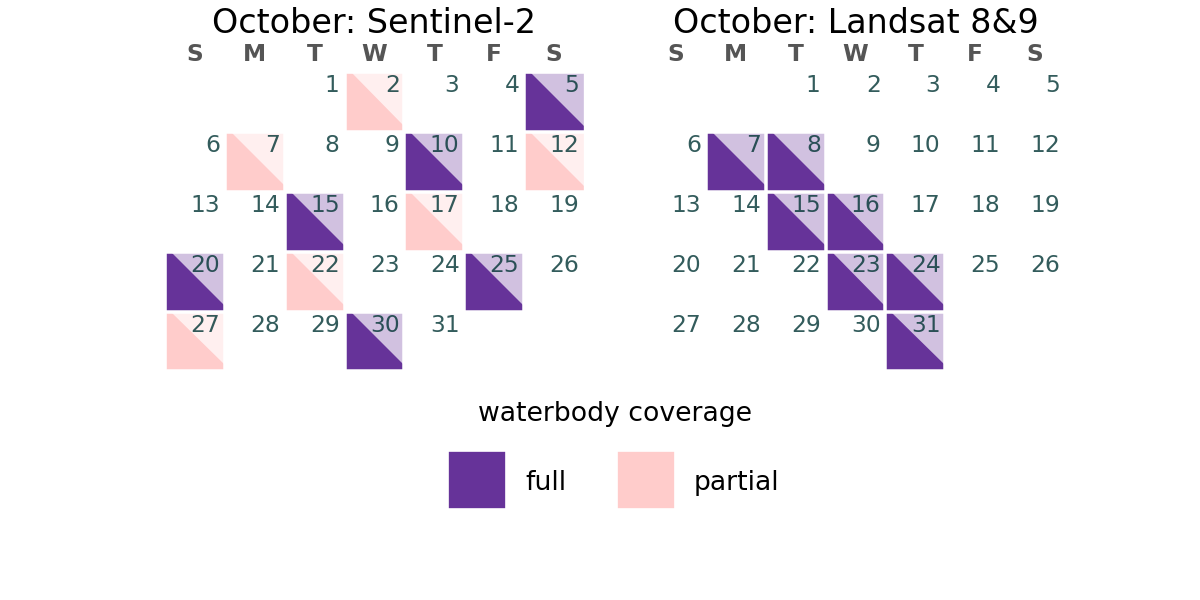 October: Sentinel-2
S M T W T F S
1 2 3 4 5
6 7 8 9 10 11 12
13 14 15 16 17 18 19
20 21 22 23 24 25 26
27 28 29 30 31
October: Landsat 8&9
S M T W T F S
1 2 3 4 5
6 7 8 9 10 11 12
13 14 15 16 17 18 19
20 21 22 23 24 25 26
27 28 29 30 31
waterbody coverage
full
partial